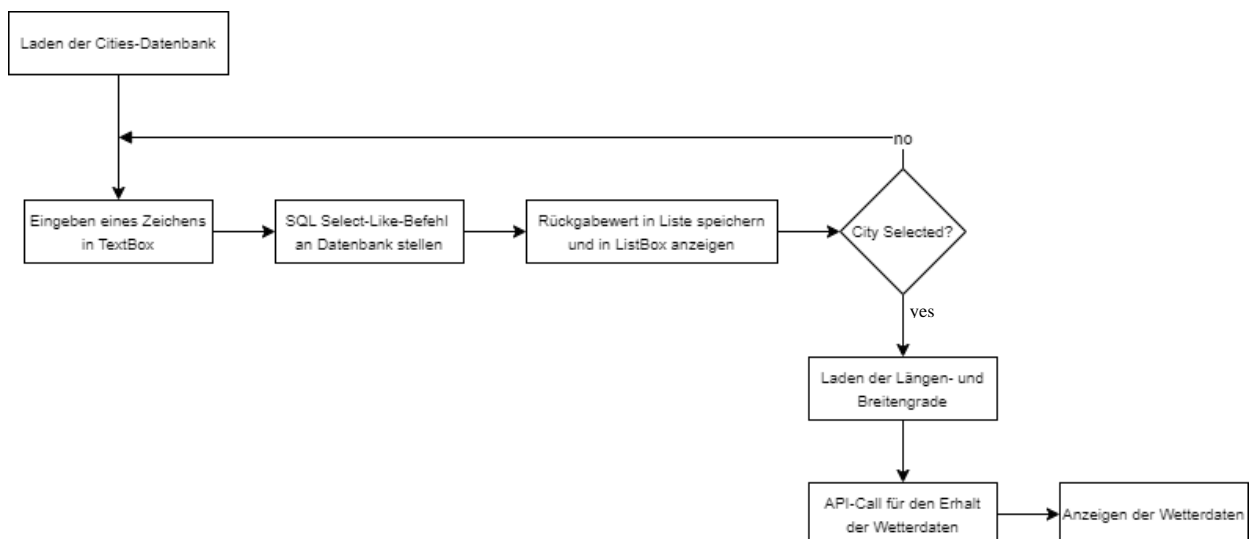 Laden der Cities-Datenbank
no
Eingeben eines Zeichens
in TextBox
SQL Select-Like-Befehl
an Datenbank stellen
Rückgabewert in Liste speichern
und in ListBox anzeigen
City Selected?
yes
Laden der Längen- und
Breitengrade
API-Call für den Erhalt
der Wetterdaten
Anzeigen der Wetterdaten